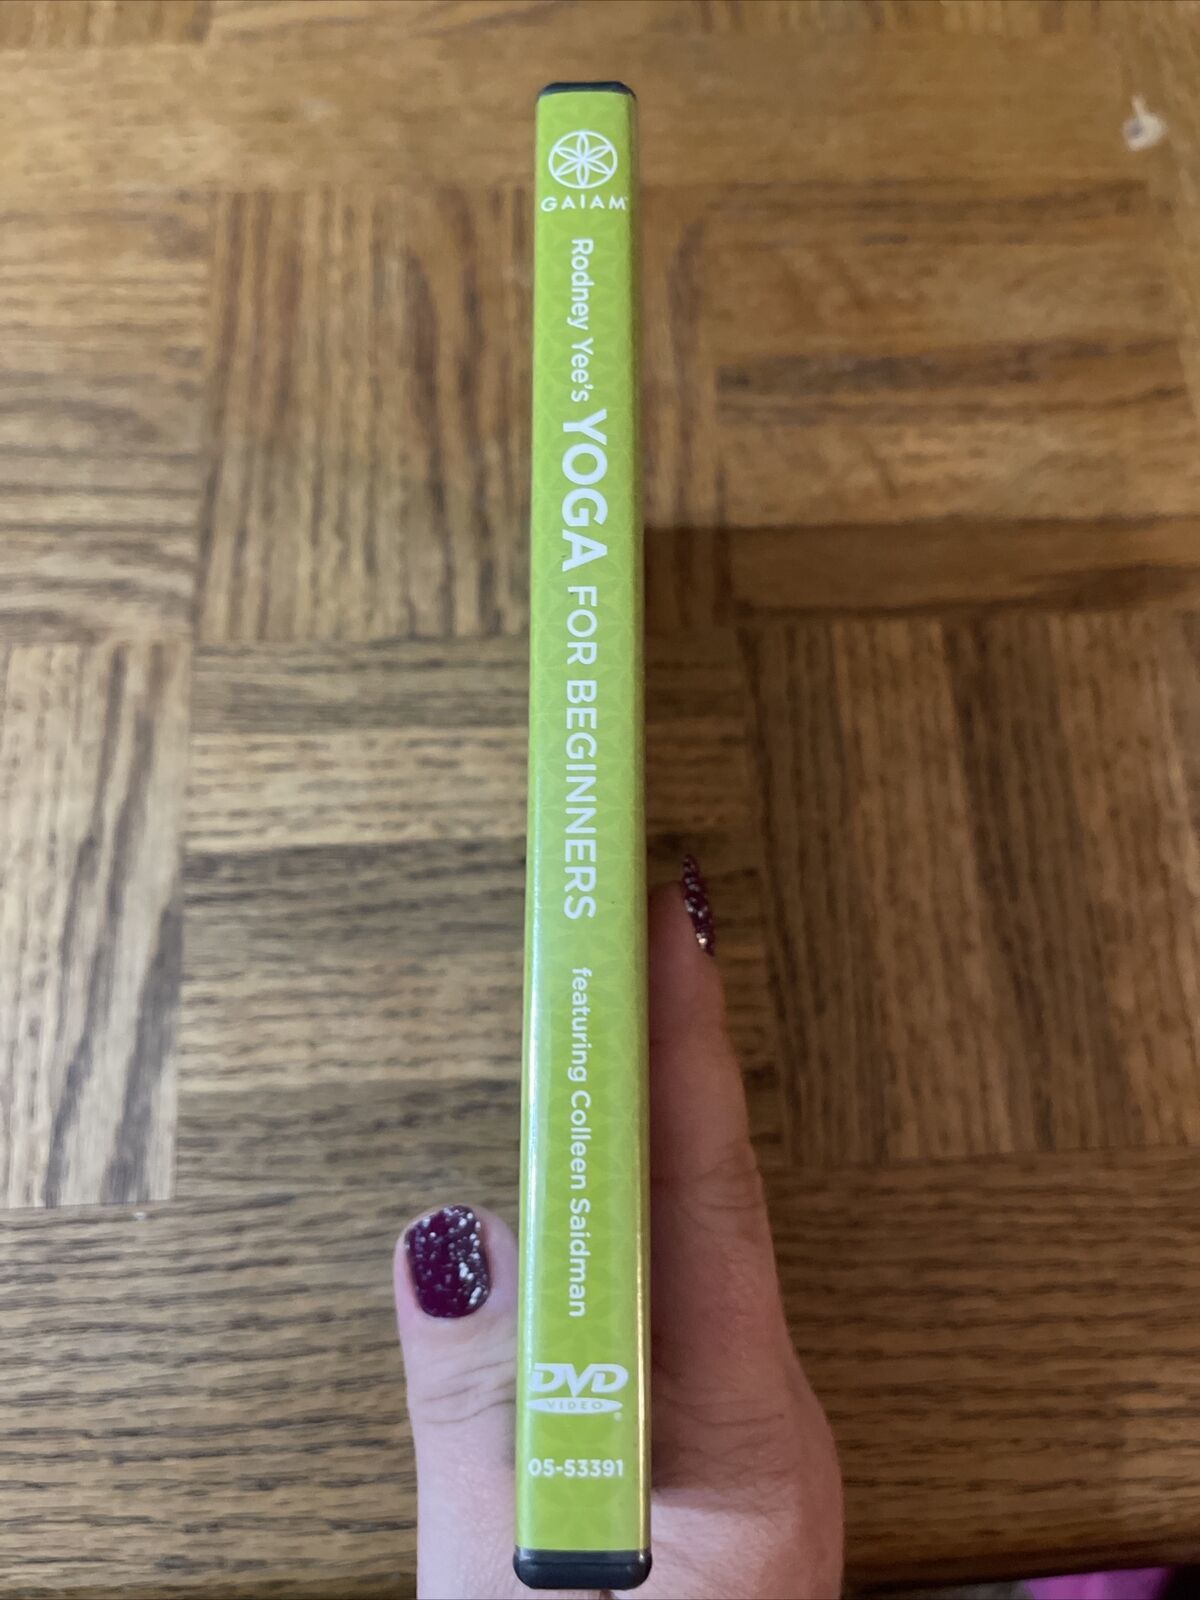 GAIAM
Rodney Yee's YOGA FOR BEGINNERS featuring Colleen Saidman
DVD
VIDEO
05-53391